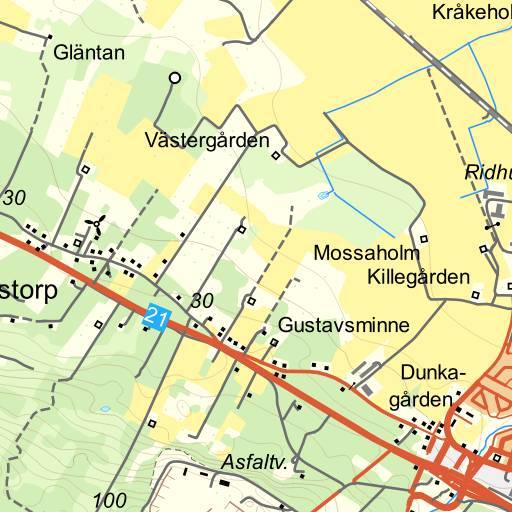 Kråkehol
Gläntan
Västergården
Ridhu
30
Mossaholm
Killegården
storp
30
21
Gustavsminne
Dunka-
gården
Asfaltv.
100